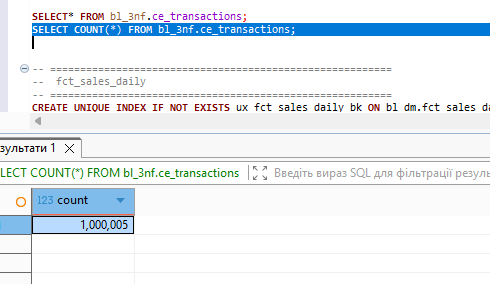 SELECT* FROM bl_3nf.ce_transactions;
SELECT COUNT(*) FROM bl_3nf.ce_transactions;
-- ====================================================
-- fct_sales_daily
-- ====================================================
CREATE UNIQUE INDEX IF NOT EXISTS ux_fct_sales_daily_bk ON bl_dm.fct_sales_da
зультати 1
LECT COUNT(*) FROM bl_3nf.ce_transactions
Введіть вираз SQL для фільтрації резуль
123 count
1,000,005